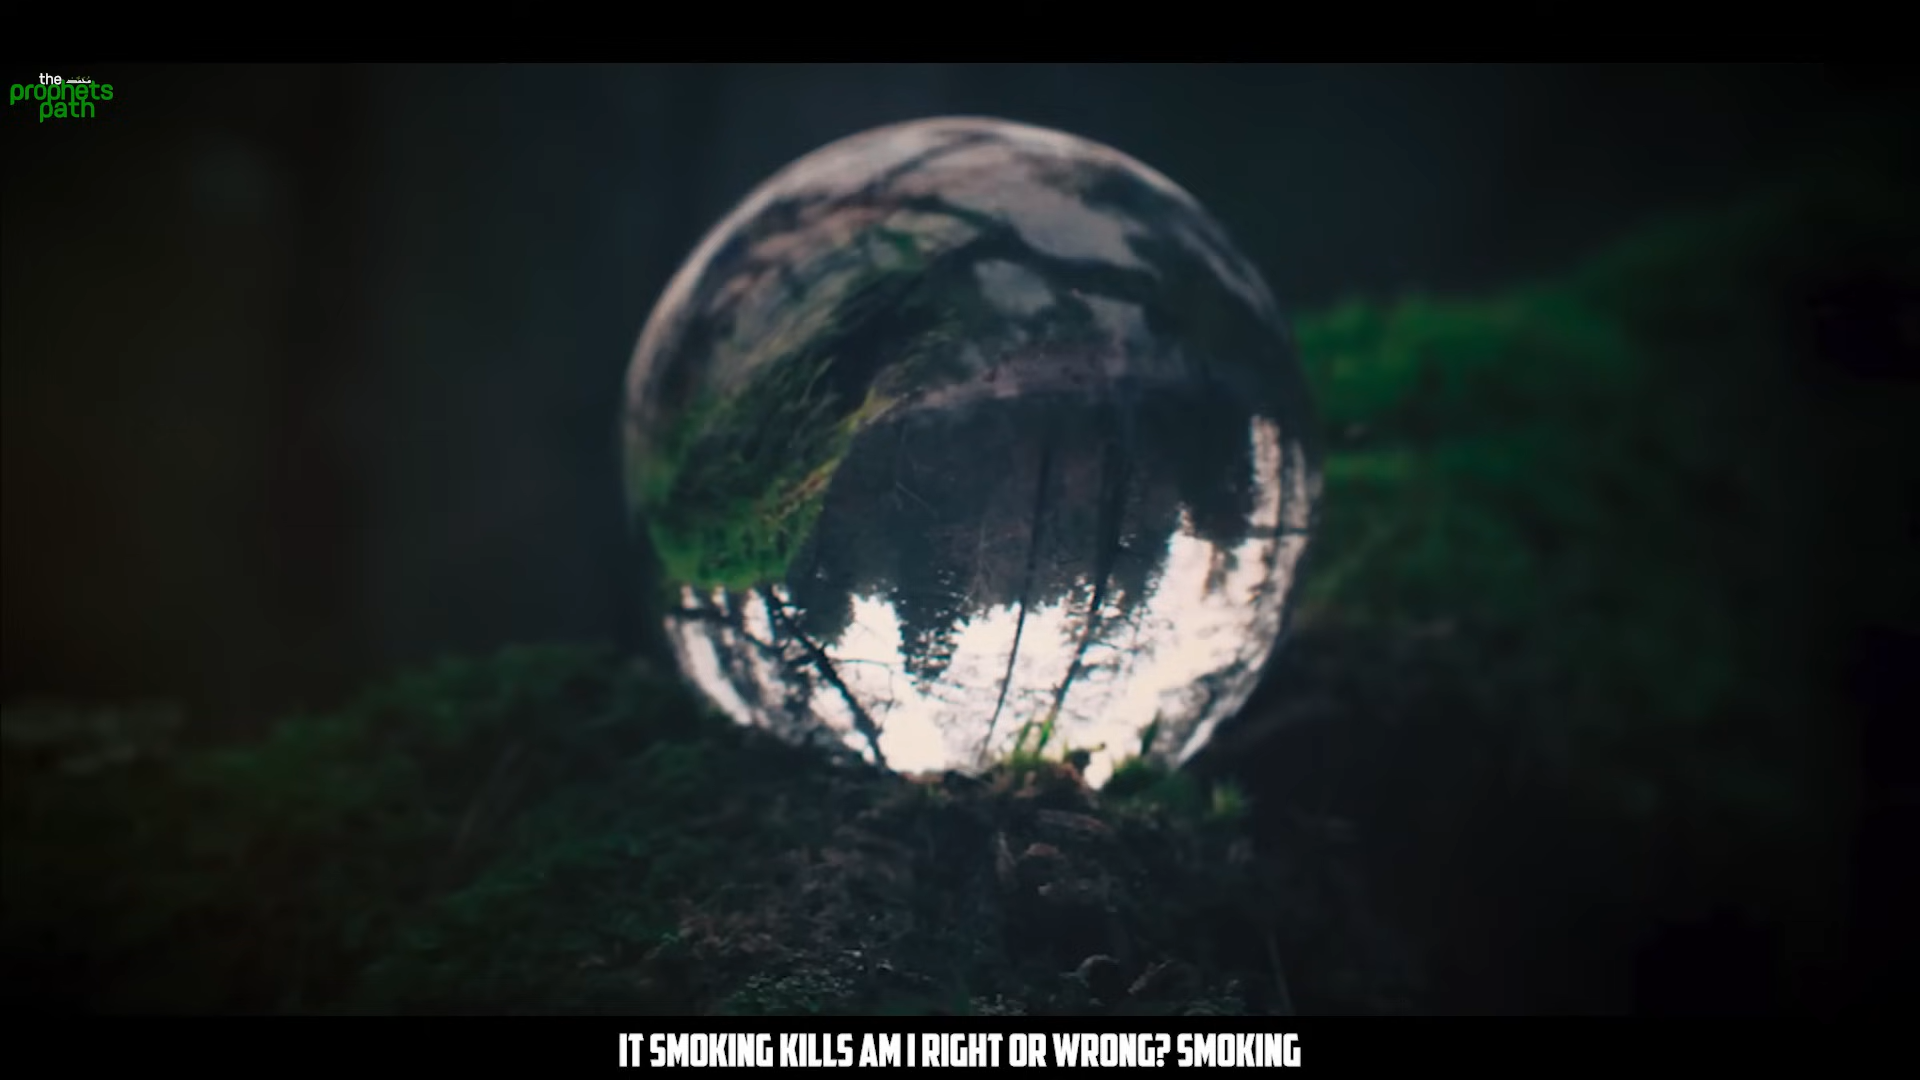 the
prophets
path
IT SMOKING KILLS AM I RIGHT OR WRONG? SMOKING